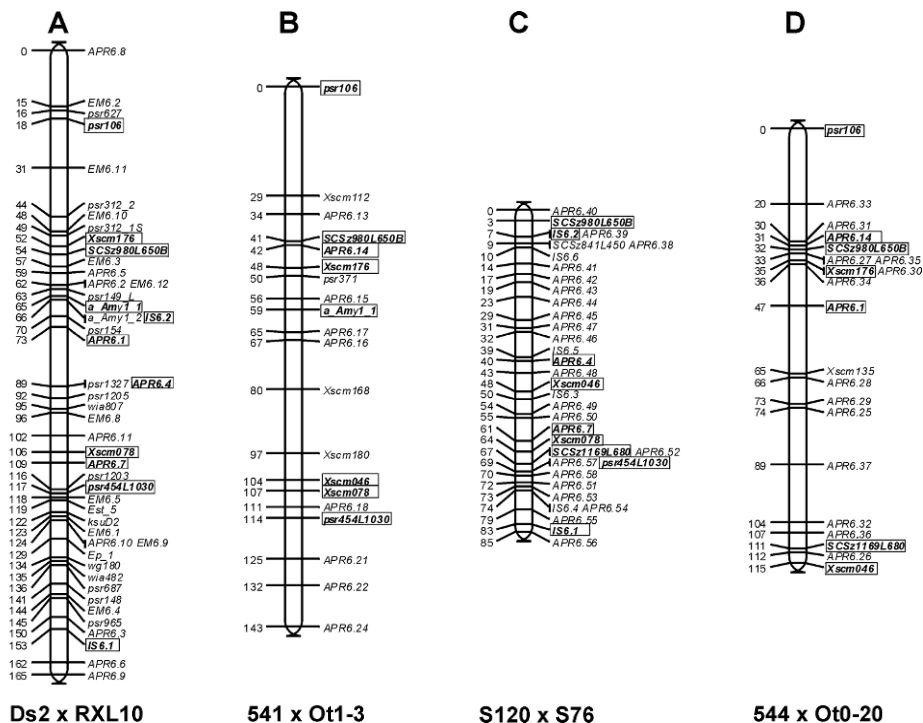 A
B
C
D
0 APR6.8
15 EM6.2
16 psr627
18 psr106
31 EM6.11
44 psr312_2
48 EM6.10
49 psr312_1S
52 Xscm176
54 SCSz980L650B
57 EM6.3
59 APR6.5
62 APR6.2 EM6.12
63 psr149_L
65 a_Amy1_1
66 a_Amy1_2 IS6.2
70 psr154
73 APR6.1
89 psr1327 APR6.4
92 psr1205
95 wia807
96 EM6.8
102 APR6.11
106 Xscm078
109 APR6.7
116 psr1203
117 psr454L1030
118 EM6.5
119 Est_5
122 ksuD2
123 EM6.1
124 APR6.10 EM6.9
129 Ep_1
134 wg180
135 wia482
136 psr687
141 psr148
144 EM6.4
145 psr965
150 APR6.3
153 IS6.1
162 APR6.6
165 APR6.9
Ds2 x RXL10
0 psr106
29 Xscm112
34 APR6.13
41 SCSz980L650B
42 APR6.14
48 Xscm176
50 psr371
56 APR6.15
59 a_Amy1_1
65 APR6.17
67 APR6.16
80 Xscm168
97 Xscm180
104 Xscm046
107 Xscm078
111 APR6.18
114 psr454L1030
125 APR6.21
132 APR6.22
143 APR6.24
541 x Ot1-3
0 APR6.40
3 SCSz980L650B
7 IS6.2 APR6.39
9 SCSz841L450 APR6.38
10 IS6.6
14 APR6.41
17 APR6.42
19 APR6.43
23 APR6.44
29 APR6.45
31 APR6.47
32 APR6.46
39 IS6.5
40 APR6.4
43 APR6.48
48 Xscm046
50 IS6.3
54 APR6.49
55 APR6.50
61 APR6.7
64 Xscm078
67 SCSz1169L680 APR6.52
69 APR6.57 psr454L1030
70 APR6.58
72 APR6.51
73 APR6.53
74 IS6.4 APR6.54
79 APR6.55
83 IS6.1
85 APR6.56
S120 x S76
0 psr106
20 APR6.33
30 APR6.31
31 APR6.14
32 SCSz980L650B
33 APR6.27 APR6.35
35 Xscm176 APR6.30
36 APR6.34
47 APR6.1
65 Xscm135
66 APR6.28
73 APR6.29
74 APR6.25
89 APR6.37
104 APR6.32
107 APR6.36
111 SCSz1169L680
112 APR6.26
115 Xscm046
544 x Ot0-20